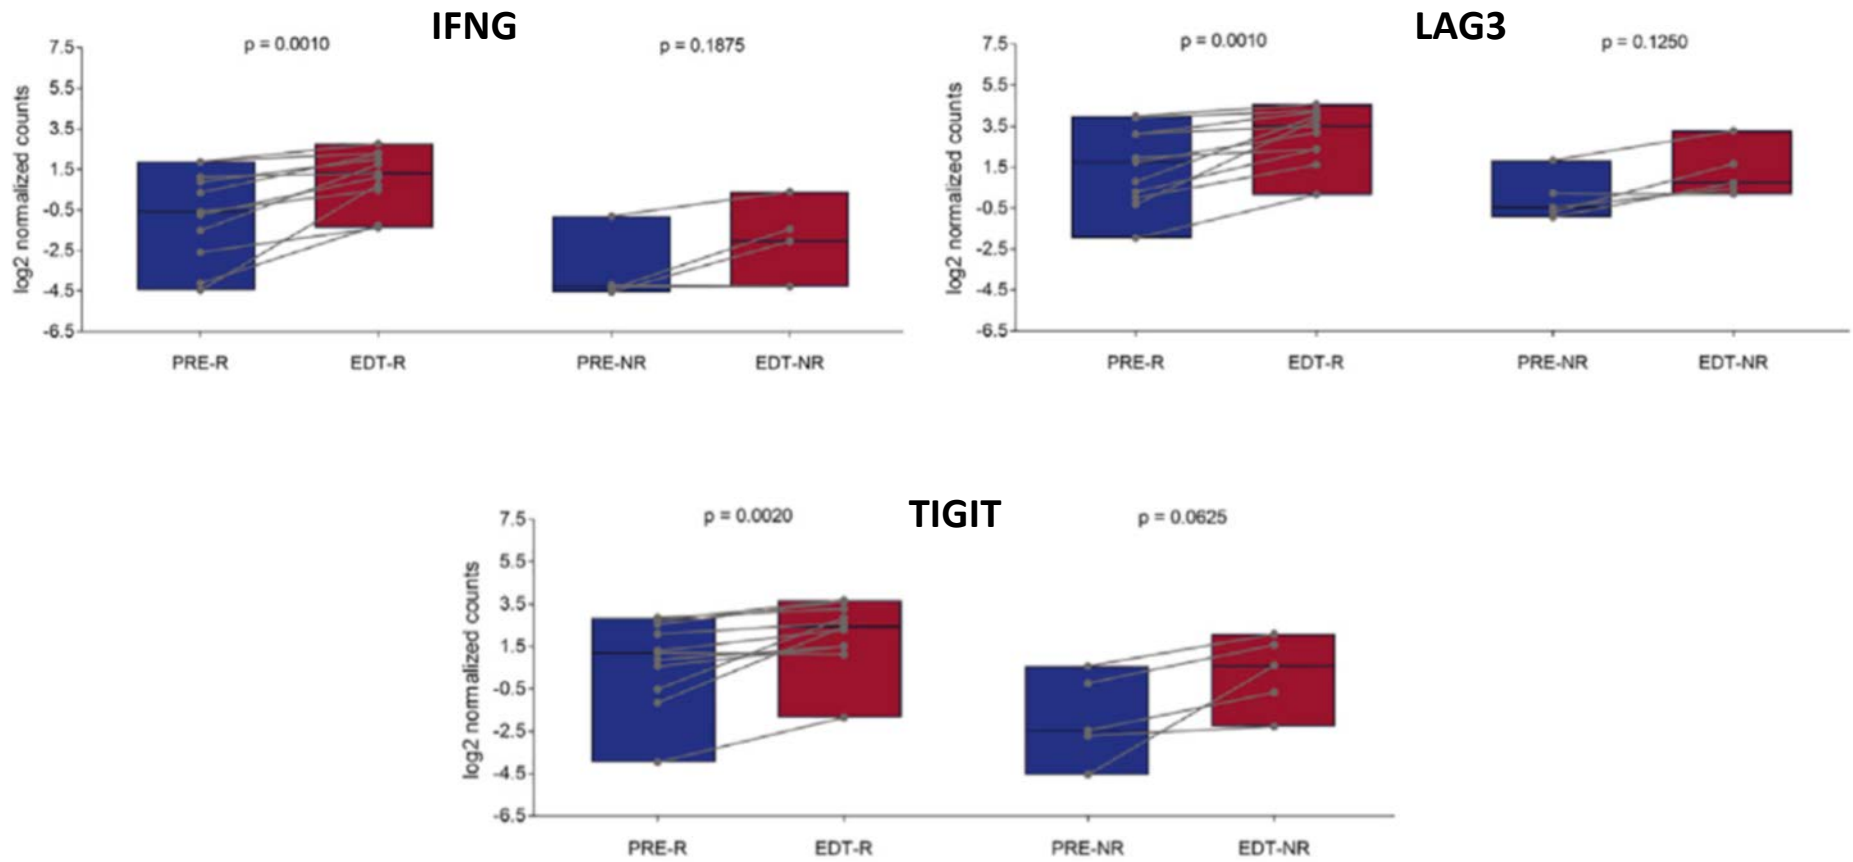 IFNG
p = 0.0010
p = 0.1875
log2 normalized counts
7.5
5.5
3.5
1.5
-0.5
-2.5
-4.5
-6.5
PRE-R
EDT-R
PRE-NR
EDT-NR
LAG3
p = 0.0010
p = 0.1250
log2 normalized counts
7.5
5.5
3.5
1.5
-0.5
-2.5
-4.5
-6.5
PRE-R
EDT-R
PRE-NR
EDT-NR
TIGIT
p = 0.0020
p = 0.0625
log2 normalized counts
7.5
5.5
3.5
1.5
-0.5
-2.5
-4.5
-6.5
PRE-R
EDT-R
PRE-NR
EDT-NR